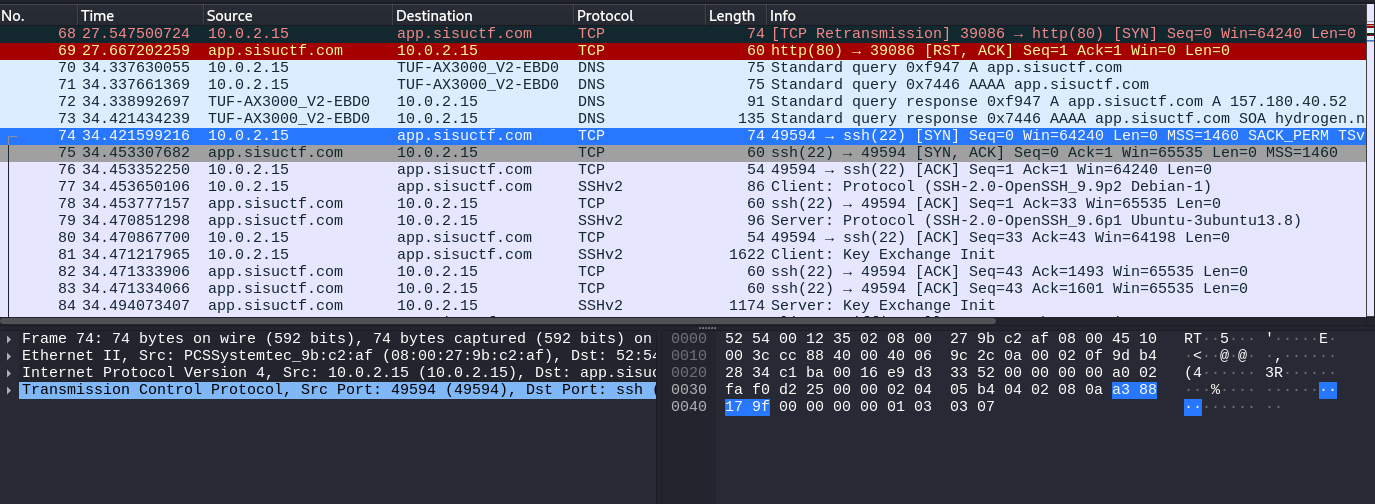 No. Time Source Destination Protocol Length Info
68 27.547500724 10.0.2.15 app.sisuctf.com TCP 74 [TCP Retransmission] 39086 → http(80) [SYN] Seq=0 Win=64240 Len=0
69 27.667202259 app.sisuctf.com 10.0.2.15 TCP 60 http(80) → 39086 [RST, ACK] Seq=1 Ack=1 Win=0 Len=0
70 34.337630055 10.0.2.15 TUF-AX3000_V2-EBD0 DNS 75 Standard query 0xf947 A app.sisuctf.com
71 34.337661369 10.0.2.15 TUF-AX3000_V2-EBD0 DNS 75 Standard query 0x7446 AAAA app.sisuctf.com
72 34.338992697 TUF-AX3000_V2-EBD0 10.0.2.15 DNS 91 Standard query response 0xf947 A app.sisuctf.com A 157.180.40.52
73 34.421434239 TUF-AX3000_V2-EBD0 10.0.2.15 DNS 135 Standard query response 0x7446 AAAA app.sisuctf.com SOA hydrogen.n
74 34.421599216 10.0.2.15 app.sisuctf.com TCP 74 49594 → ssh(22) [SYN] Seq=0 Win=64240 Len=0 MSS=1460 SACK_PERM TSv
75 34.453307682 app.sisuctf.com 10.0.2.15 TCP 60 ssh(22) → 49594 [SYN, ACK] Seq=0 Ack=1 Win=65535 Len=0 MSS=1460
76 34.453352250 10.0.2.15 app.sisuctf.com TCP 54 49594 → ssh(22) [ACK] Seq=1 Ack=1 Win=64240 Len=0
77 34.453650106 10.0.2.15 app.sisuctf.com SSHv2 86 Client: Protocol (SSH-2.0-OpenSSH_9.9p2 Debian-1)
78 34.453777157 app.sisuctf.com 10.0.2.15 TCP 60 ssh(22) → 49594 [ACK] Seq=1 Ack=33 Win=65535 Len=0
79 34.470851298 app.sisuctf.com 10.0.2.15 SSHv2 96 Server: Protocol (SSH-2.0-OpenSSH_9.6p1 Ubuntu-3ubuntu13.8)
80 34.470867700 10.0.2.15 app.sisuctf.com TCP 54 49594 → ssh(22) [ACK] Seq=33 Ack=43 Win=64198 Len=0
81 34.471217965 10.0.2.15 app.sisuctf.com SSHv2 1622 Client: Key Exchange Init
82 34.471333906 app.sisuctf.com 10.0.2.15 TCP 60 ssh(22) → 49594 [ACK] Seq=43 Ack=1493 Win=65535 Len=0
83 34.471334066 app.sisuctf.com 10.0.2.15 TCP 60 ssh(22) → 49594 [ACK] Seq=43 Ack=1601 Win=65535 Len=0
84 34.494073407 app.sisuctf.com 10.0.2.15 SSHv2 1174 Server: Key Exchange Init
Frame 74: 74 bytes on wire (592 bits), 74 bytes captured (592 bits) on
Ethernet II, Src: PCSSystemtec_9b:c2:af (08:00:27:9b:c2:af), Dst: 52:54
Internet Protocol Version 4, Src: 10.0.2.15 (10.0.2.15), Dst: app.sisuc
Transmission Control Protocol, Src Port: 49594 (49594), Dst Port: ssh (
0000 52 54 00 12 35 02 08 00 27 9b c2 af 08 00 45 10 RT··5···'·····E·
0010 00 3c cc 88 40 00 40 06 9c 2c 0a 00 02 0f 9d b4 ·<··@·@··,······
0020 28 34 c1 ba 00 16 e9 d3 33 52 00 00 00 00 a0 02 (4······3R······
0030 fa f0 d2 25 00 00 02 04 05 b4 04 02 08 0a a3 88 ···%············
0040 17 9f 00 00 00 00 01 03 03 07 ··········